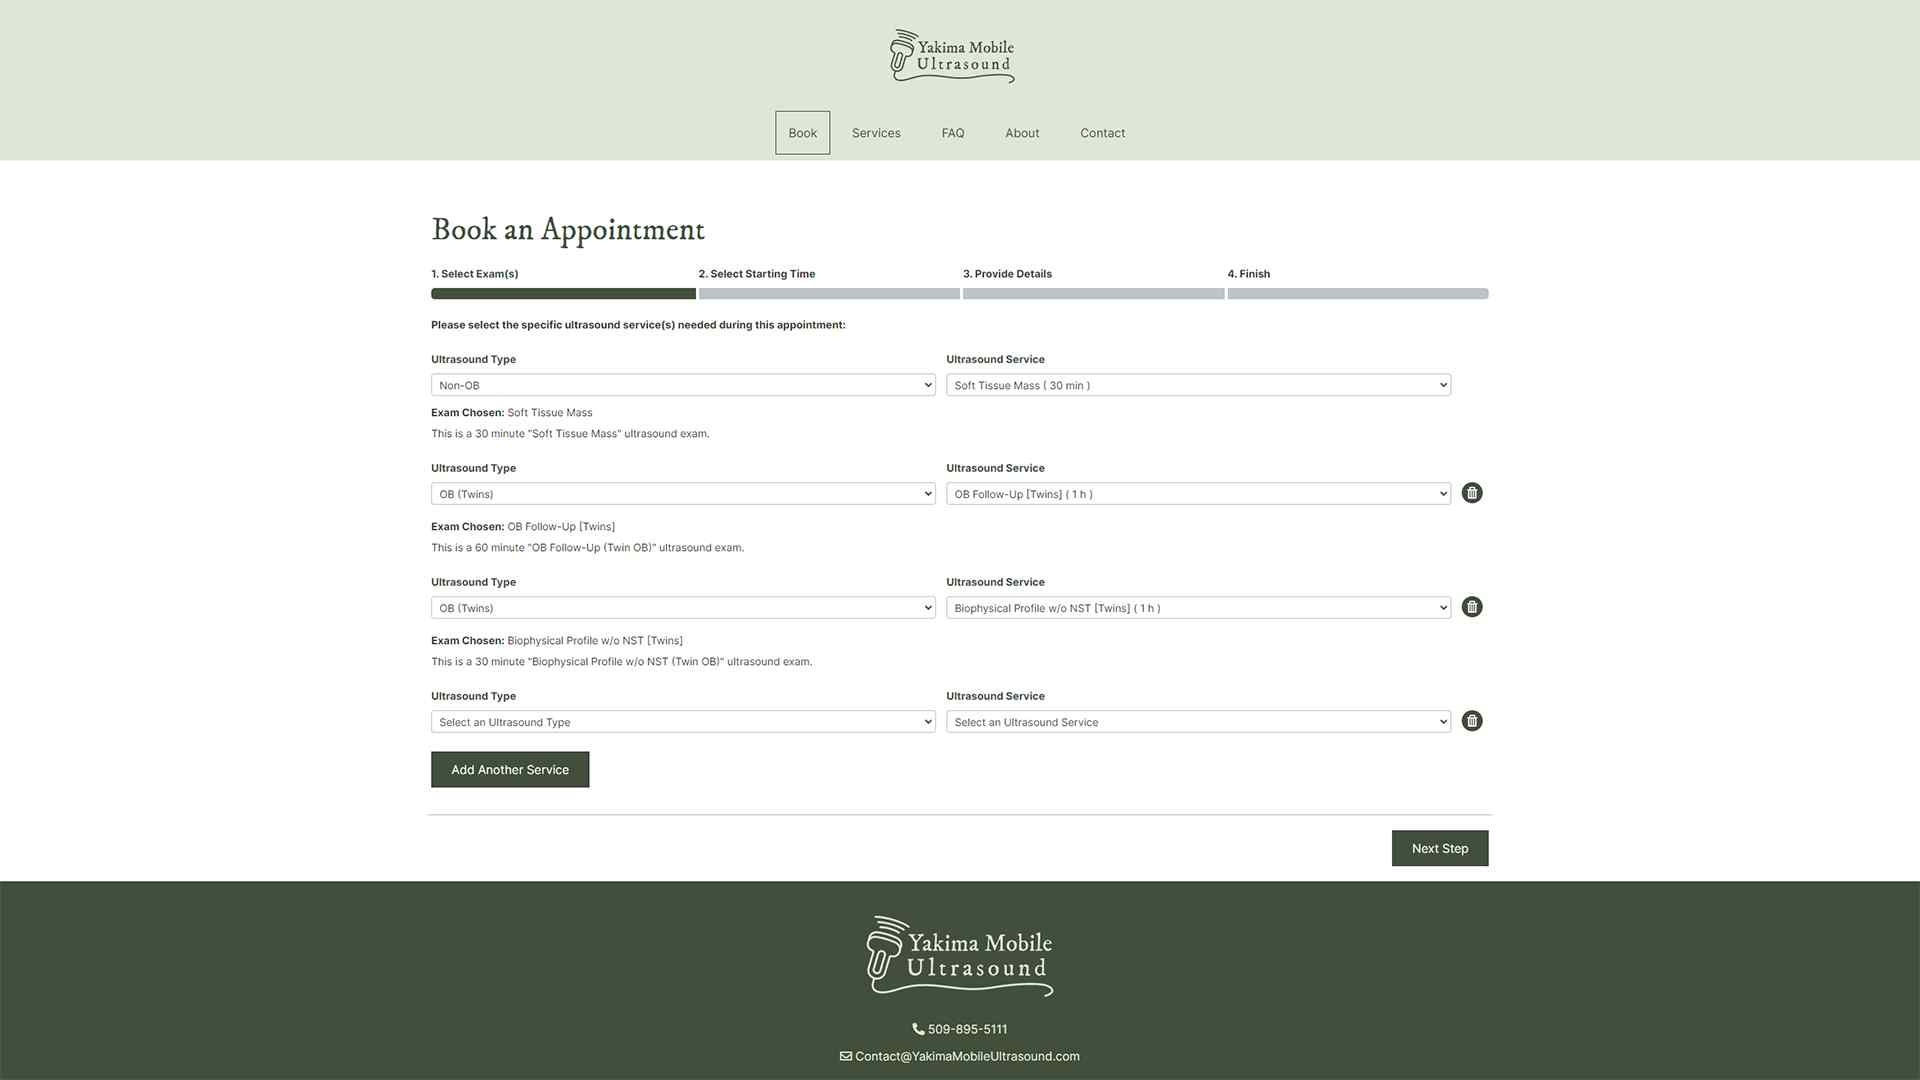 Yakima Mobile
Ultrasound
Book Services FAQ About Contact
Book an Appointment
1. Select Exam(s) 2. Select Starting Time 3. Provide Details 4. Finish
Please select the specific ultrasound service(s) needed during this appointment:
Ultrasound Type Ultrasound Service
Non-OB Soft Tissue Mass ( 30 min )
Exam Chosen: Soft Tissue Mass
This is a 30 minute "Soft Tissue Mass" ultrasound exam.
Ultrasound Type Ultrasound Service
OB (Twins) OB Follow-Up [Twins] ( 1 h )
Exam Chosen: OB Follow-Up [Twins]
This is a 60 minute "OB Follow-Up (Twin OB)" ultrasound exam.
Ultrasound Type Ultrasound Service
OB (Twins) Biophysical Profile w/o NST [Twins] ( 1 h )
Exam Chosen: Biophysical Profile w/o NST [Twins]
This is a 30 minute "Biophysical Profile w/o NST (Twin OB)" ultrasound exam.
Ultrasound Type Ultrasound Service
Select an Ultrasound Type Select an Ultrasound Service
Add Another Service
Next Step
Yakima Mobile
Ultrasound
509-895-5111
Contact@YakimaMobileUltrasound.com